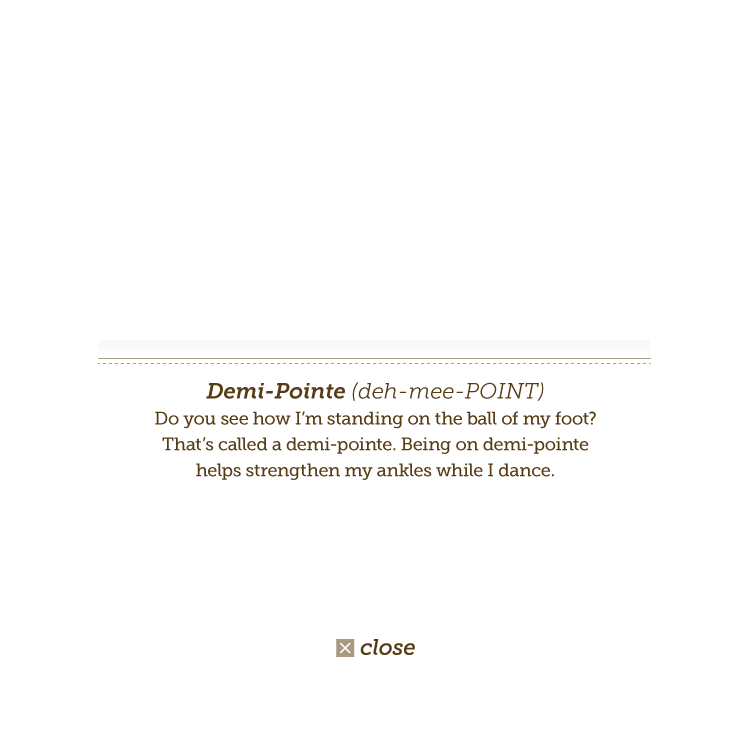 Demi-Pointe (deh-mee-POINT)
Do you see how I’m standing on the ball of my foot?
That’s called a demi-pointe. Being on demi-pointe
helps strengthen my ankles while I dance.
close